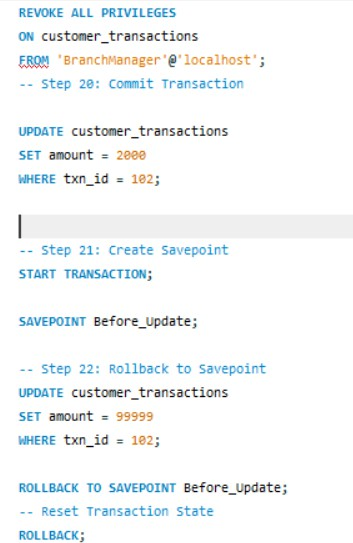 REVOKE ALL PRIVILEGES
ON customer_transactions
FROM 'BranchManager'@'localhost';
-- Step 20: Commit Transaction
UPDATE customer_transactions
SET amount = 2000
WHERE txn_id = 102;
-- Step 21: Create Savepoint
START TRANSACTION;
SAVEPOINT Before_Update;
-- Step 22: Rollback to Savepoint
UPDATE customer_transactions
SET amount = 99999
WHERE txn_id = 102;
ROLLBACK TO SAVEPOINT Before_Update;
-- Reset Transaction State
ROLLBACK;